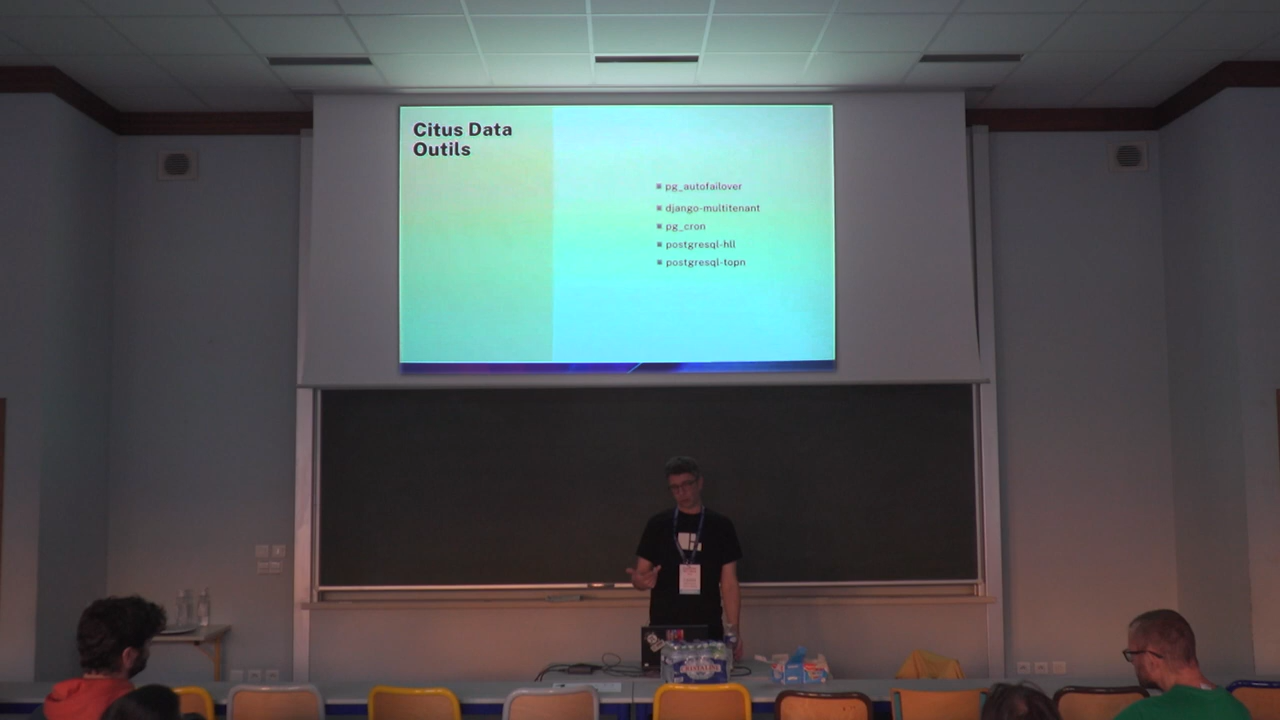 Citus Data
Outils
pg_autofailover
django-multitenant
pg_cron
postgresql-hll
postgresql-topn